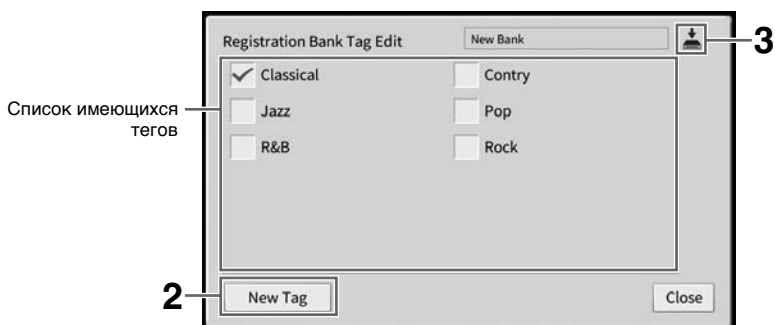 Registration Bank Tag Edit New Bank 3
Classical Contry
Список имеющихся
тегов
Jazz Pop
R&B Rock
2 New Tag Close